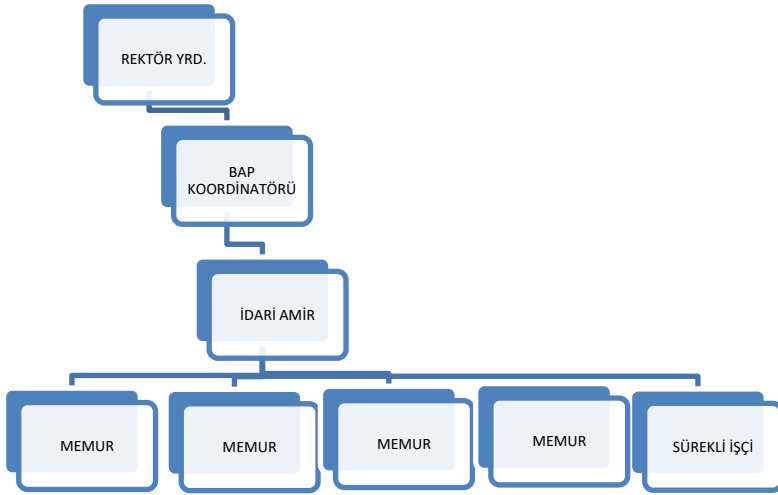 REKTÖR YRD.
BAP
KOORDİNATÖRÜ
İDARİ AMİR
MEMUR
MEMUR
MEMUR
MEMUR
SÜREKLİ İŞÇİ